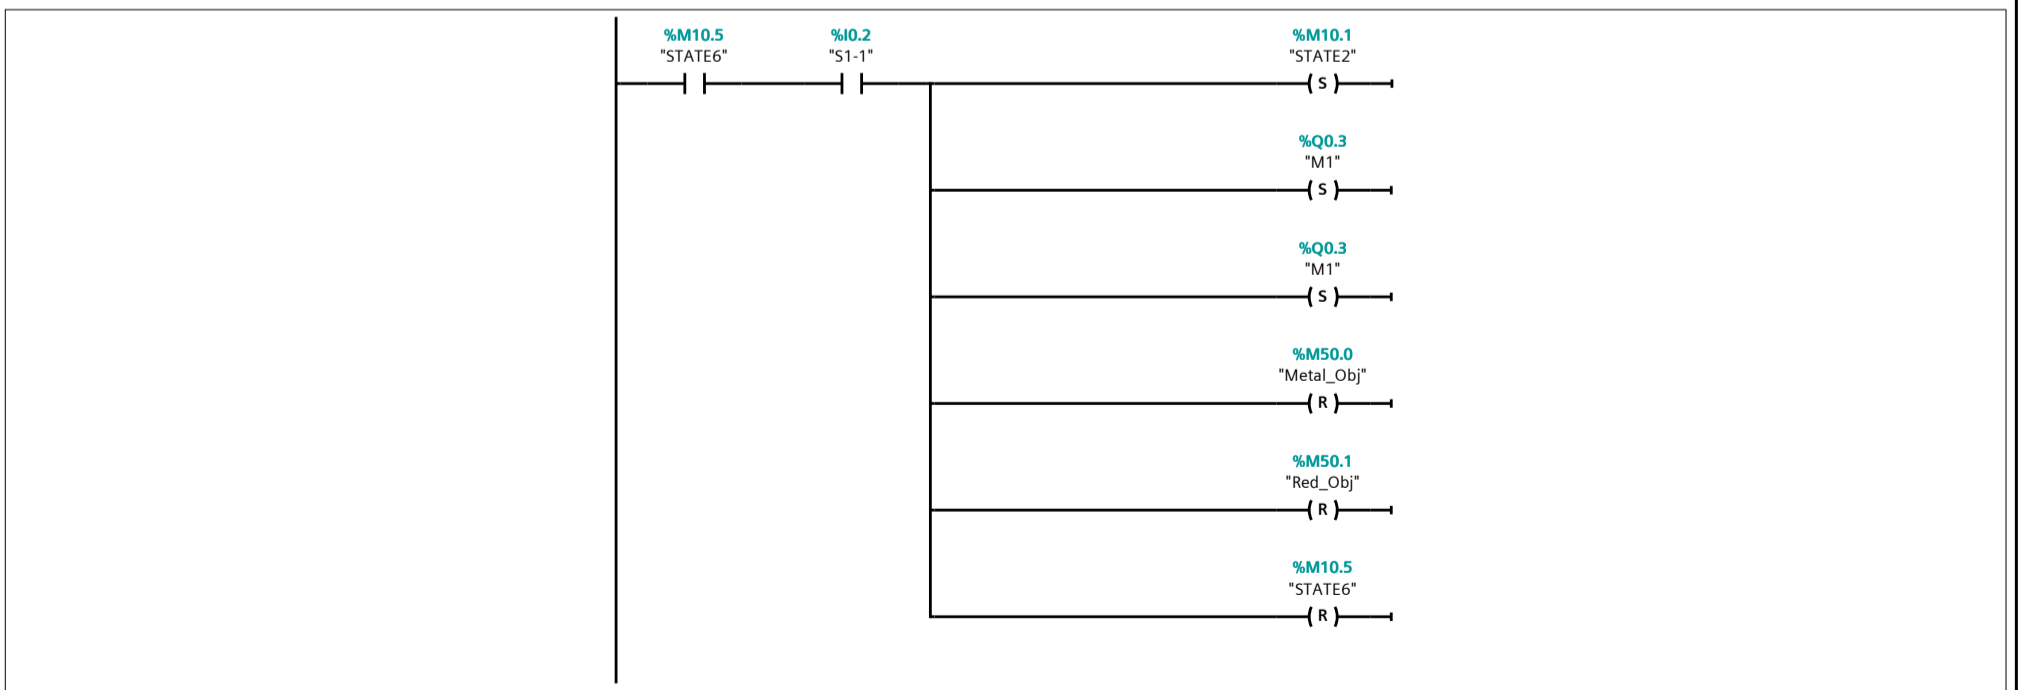 %M10.5
"STATE6"
%I0.2
"S1-1"
%M10.1
"STATE2"
S
%Q0.3
"M1"
S
%Q0.3
"M1"
S
%M50.0
"Metal_Obj"
R
%M50.1
"Red_Obj"
R
%M10.5
"STATE6"
R